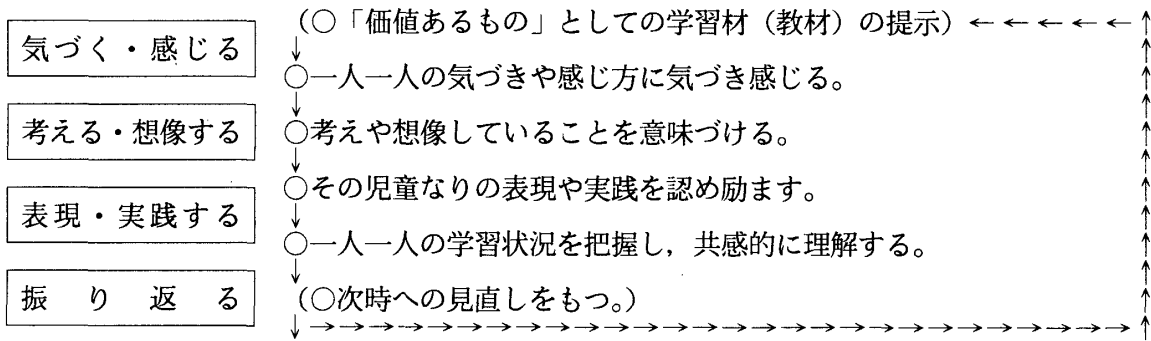 (○「価値あるもの」としての学習材(教材)の提示)
気づく・感じる
○一人一人の気づきや感じ方に気づき感じる。
考える・想像する
○考えや想像していることを意味づける。
○その児童なりの表現や実践を認め励ます。
表現・実践する
○一人一人の学習状況を把握し,共感的に理解する。
振り返る
(○次時への見直しをもつ。)